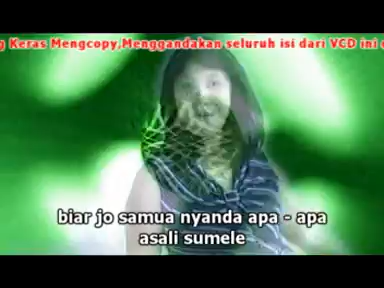 Keras Mengcopy,Menggandakan seluruh isi dari VCD ini
biar jo samua nyanda apa - apa
asali sumele